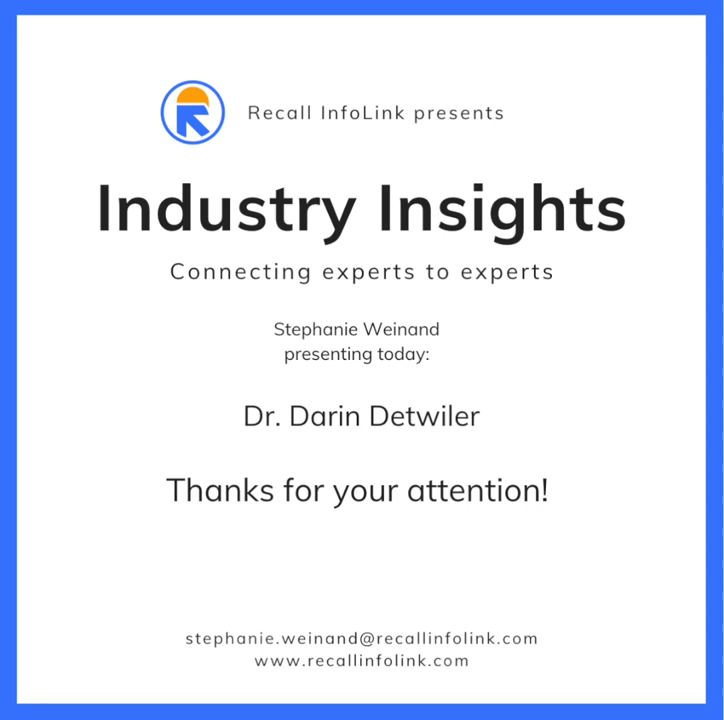 Recall InfoLink presents
Industry Insights
Connecting experts to experts
Stephanie Weinand
presenting today:
Dr. Darin Detwiler
Thanks for your attention!
stephanie.weinand@recallinfolink.com
www.recallinfolink.com